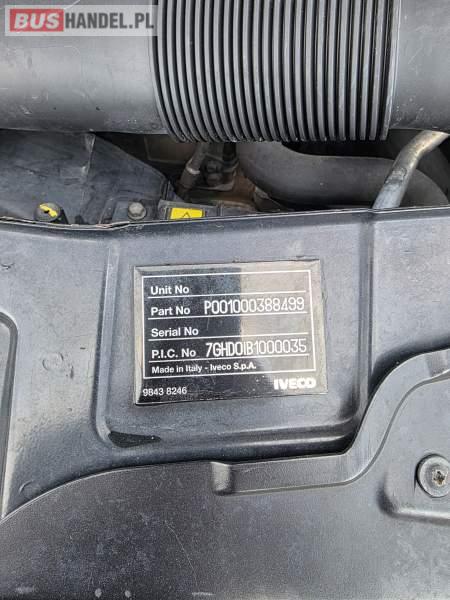 BUSHANDEL.PL
Unit No
Part No P001000388499
Serial No
P.I.C. No 7GHD0IB1000035
Made in Italy - Iveco S.p.A.
IVECO
9843 8246